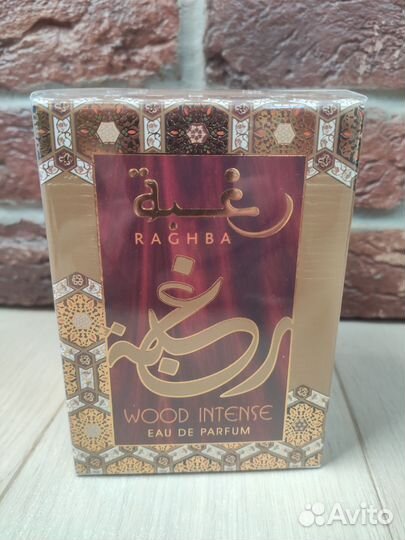 رغبة
RAGHBA
رغبة
WOOD INTENSE
EAU DE PARFUM
Avito